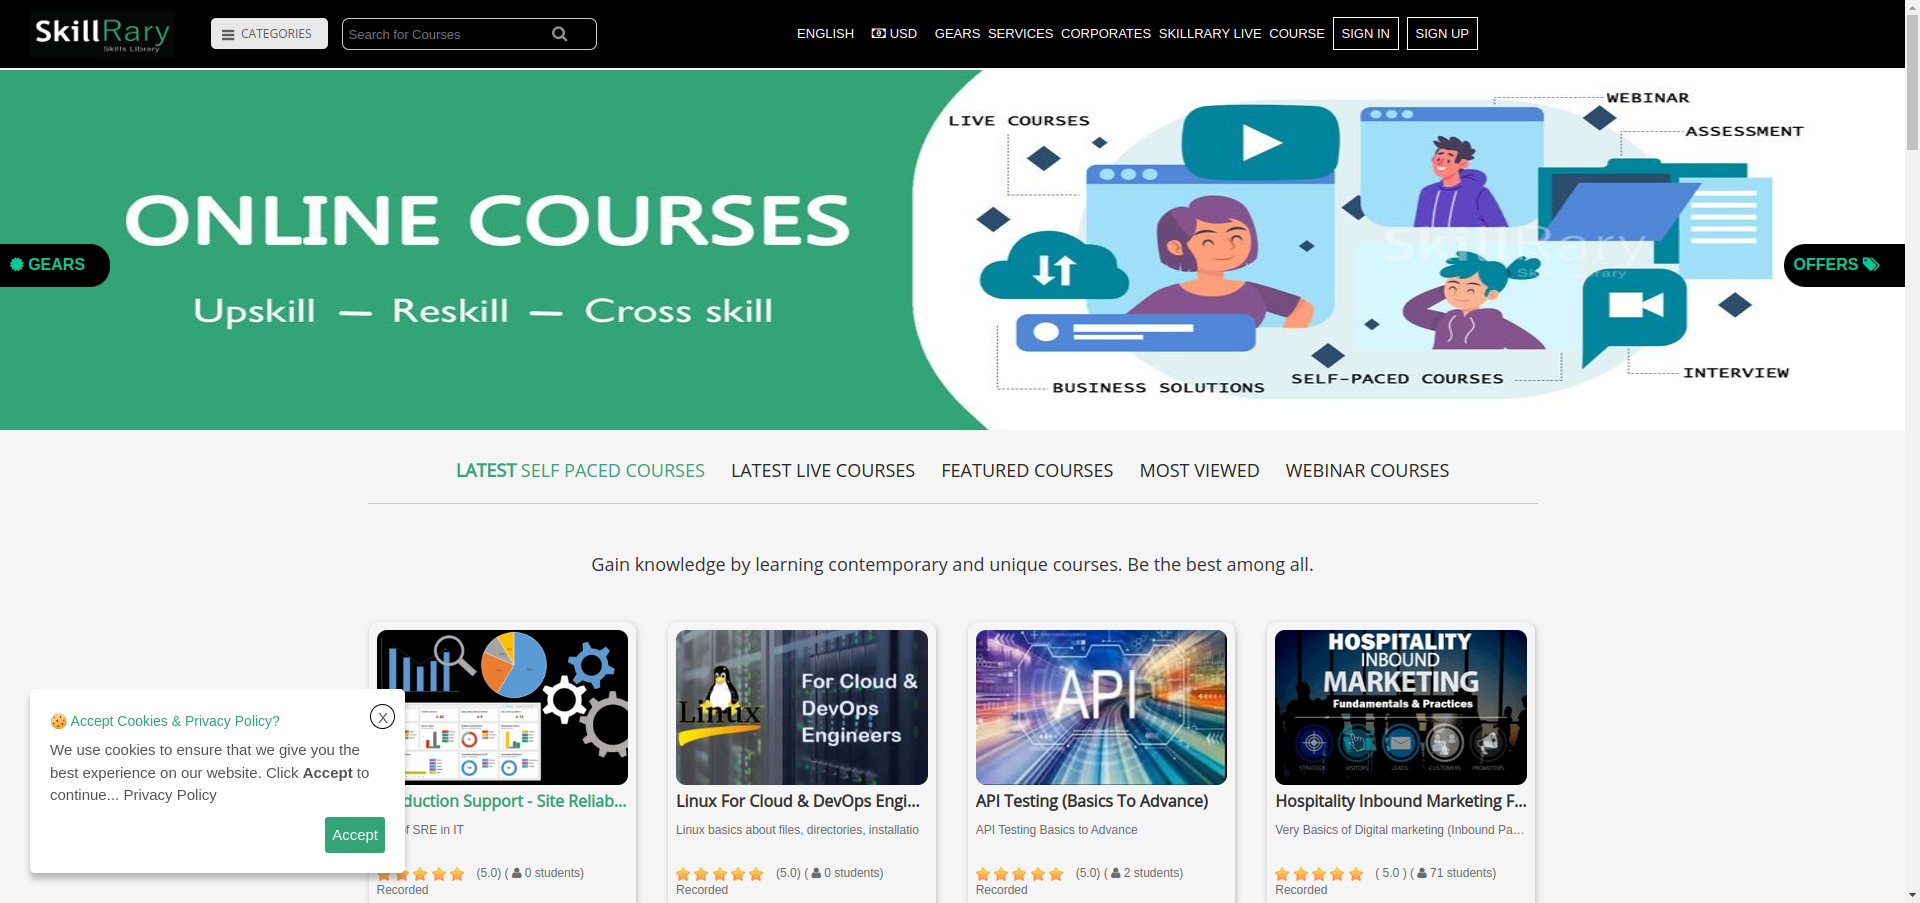 SkillRary
Skills Library
CATEGORIES
Search for Courses
ENGLISH
USD
GEARS
SERVICES
CORPORATES
SKILLRARY LIVE
COURSE
SIGN IN
SIGN UP
LIVE COURSES
WEBINAR
ASSESSMENT
ONLINE COURSES
Upskill — Reskill — Cross skill
SkillRary
BUSINESS SOLUTIONS
SELF-PACED COURSES
INTERVIEW
GEARS
OFFERS
LATEST SELF PACED COURSES
LATEST LIVE COURSES
FEATURED COURSES
MOST VIEWED
WEBINAR COURSES
Gain knowledge by learning contemporary and unique courses. Be the best among all.
Linux
For Cloud &
DevOps
Engineers
API
HOSPITALITY
INBOUND
MARKETING
Fundamentals & Practices
STRATEGY
VISITORS
LEADS
CUSTOMERS
PROMOTERS
duction Support - Site Reliab...
Linux For Cloud & DevOps Engi...
API Testing (Basics To Advance)
Hospitality Inbound Marketing F...
f SRE in IT
Linux basics about files, directories, installatio
API Testing Basics to Advance
Very Basics of Digital marketing (Inbound Pa...
(5.0) ( 0 students)
Recorded
(5.0) ( 0 students)
Recorded
(5.0) ( 2 students)
Recorded
( 5.0 ) ( 71 students)
Recorded
Accept Cookies & Privacy Policy?
X
We use cookies to ensure that we give you the
best experience on our website. Click Accept to
continue... Privacy Policy
Accept